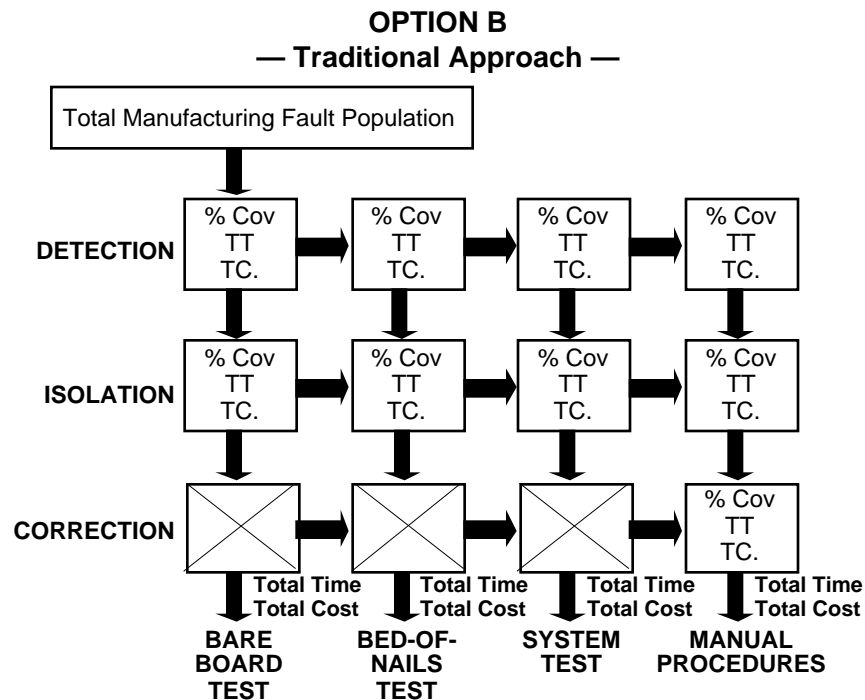 OPTION B
— Traditional Approach —
Total Manufacturing Fault Population
DETECTION
% Cov
TT
TC.
% Cov
TT
TC.
% Cov
TT
TC.
% Cov
TT
TC.
ISOLATION
% Cov
TT
TC.
% Cov
TT
TC.
% Cov
TT
TC.
% Cov
TT
TC.
CORRECTION
% Cov
TT
TC.
Total Time
Total Cost
Total Time
Total Cost
Total Time
Total Cost
Total Time
Total Cost
BARE
BOARD
TEST
BED-OF-
NAILS
TEST
SYSTEM
TEST
MANUAL
PROCEDURES